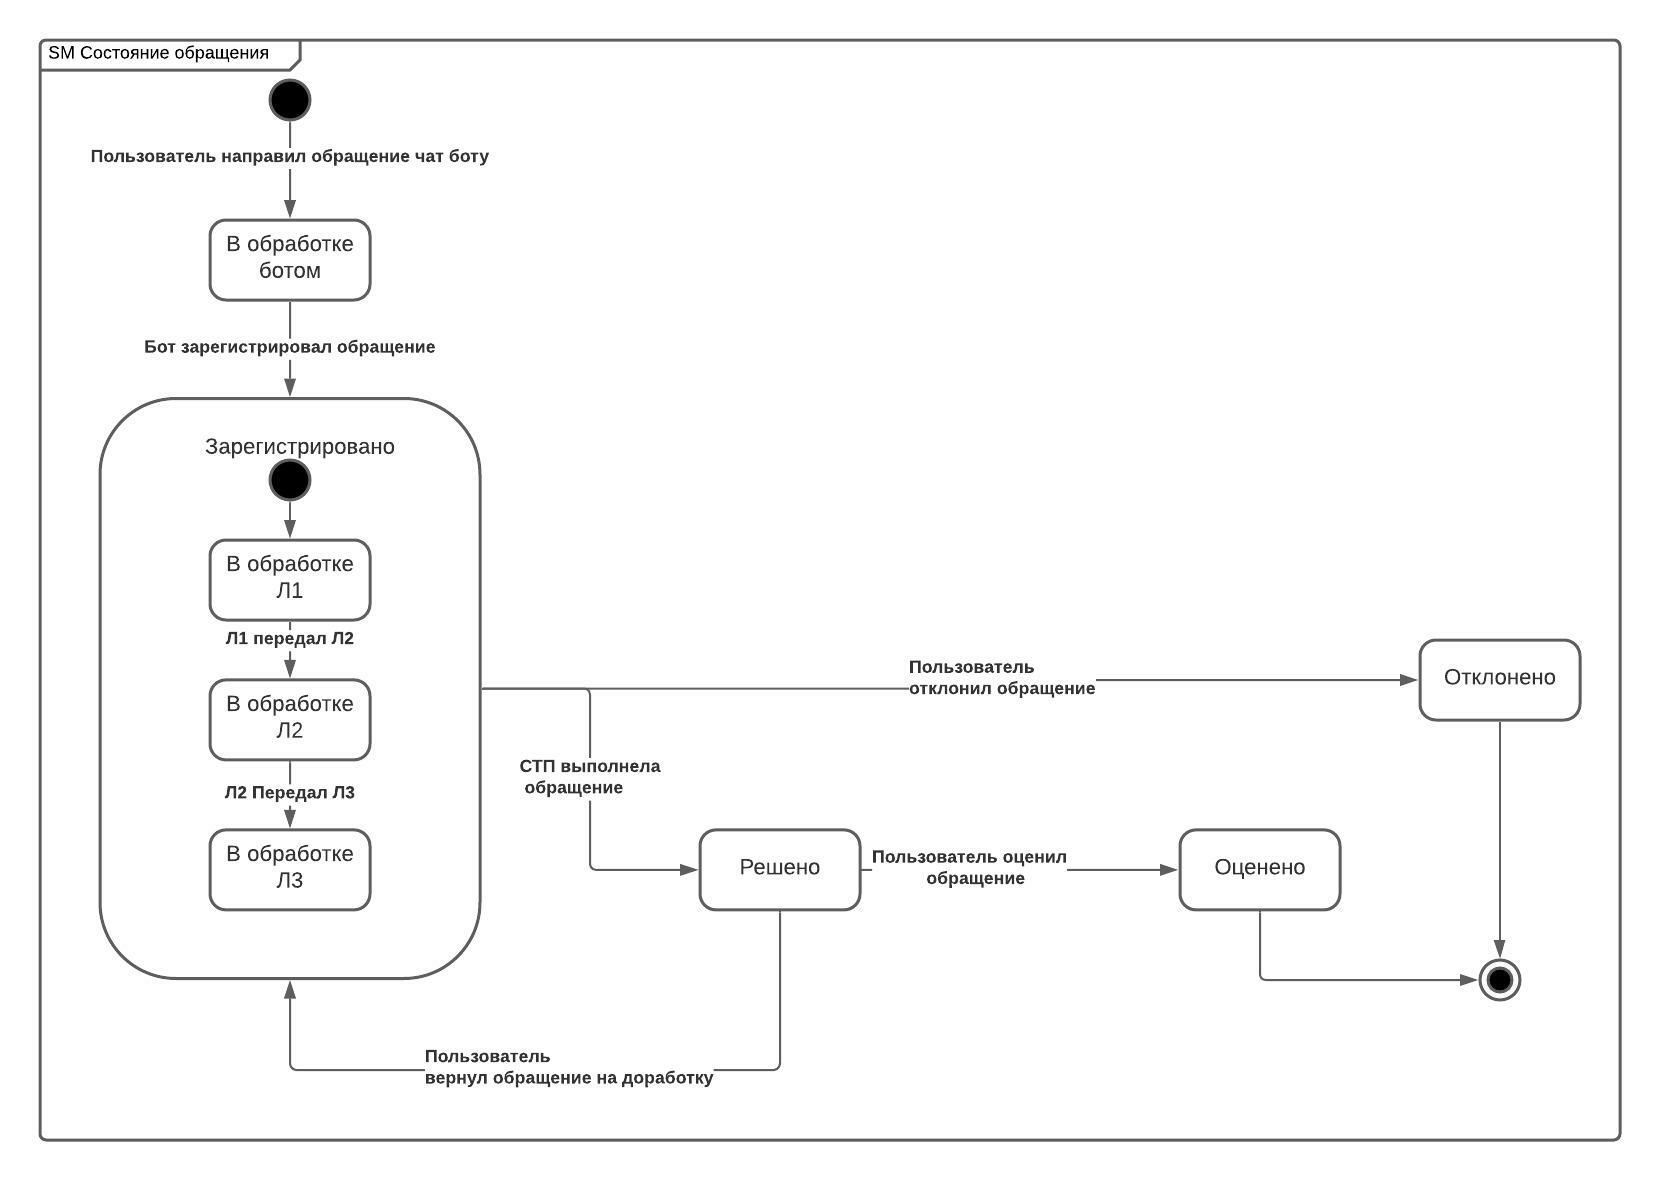 SM Состояние обращения
Пользователь направил обращение чат боту
В обработке
ботом
Бот зарегистрировал обращение
Зарегистрировано
В обработке
Л1
Л1 передал Л2
В обработке
Л2
Л2 Передал Л3
В обработке
Л3
Пользователь
отклонил обращение
Отклонено
СТП выполнела
обращение
Решено
Пользователь оценил
обращение
Оценено
Пользователь
вернул обращение на доработку